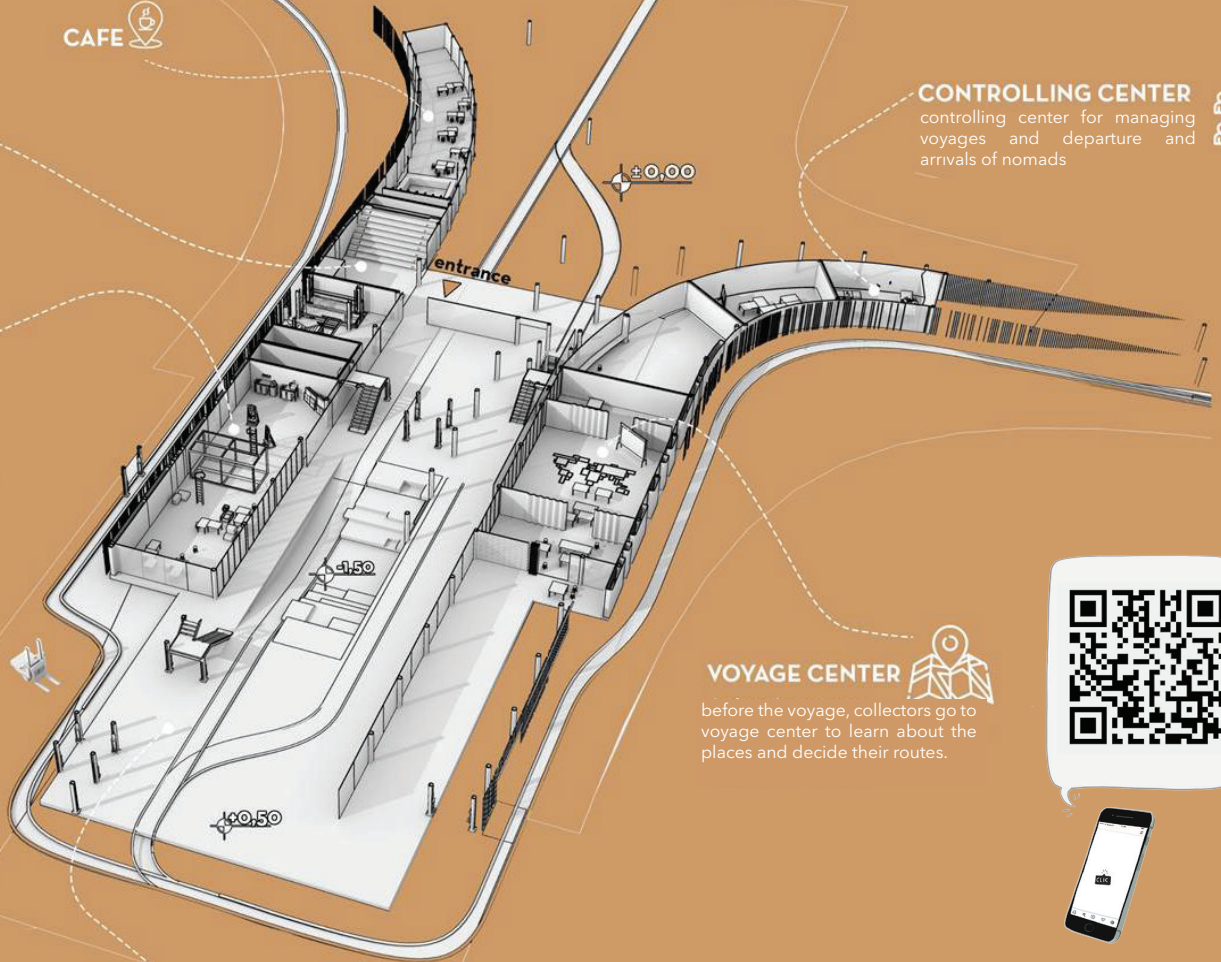 CAFE
CONTROLLING CENTER
controlling center for managing
voyages and departure and
arrivals of nomads
±0,00
entrance
-1,50
VOYAGE CENTER
before the voyage, collectors go to
voyage center to learn about the
places and decide their routes.
+0,50
CLIC